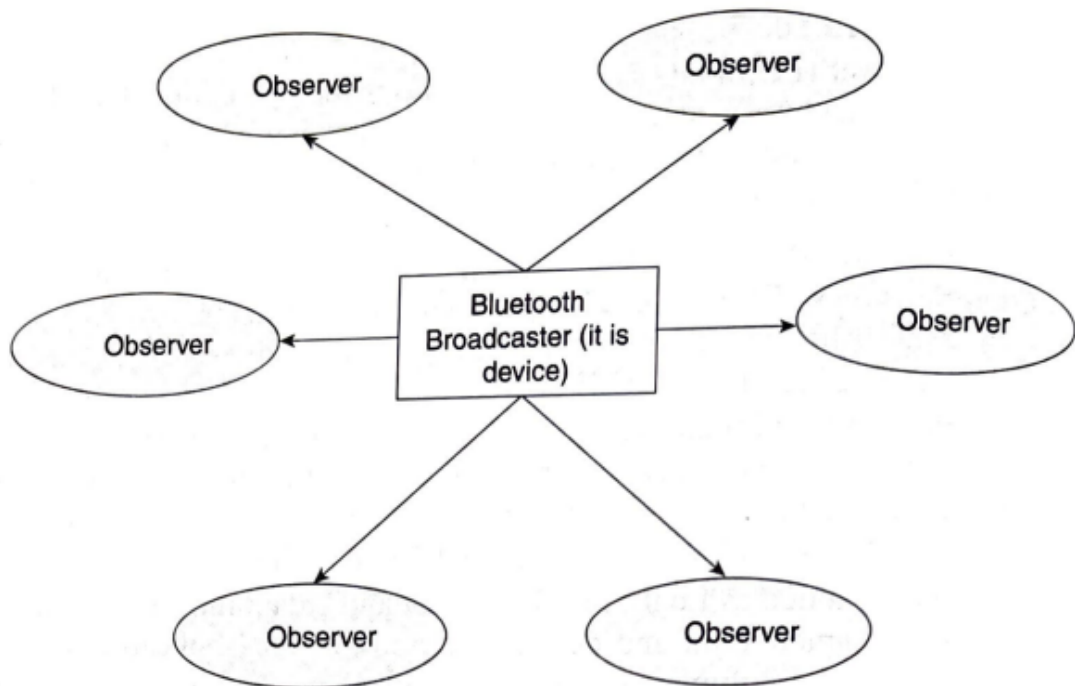 Observer
Observer
Bluetooth
Broadcaster (it is
device)
Observer
Observer
Observer
Observer